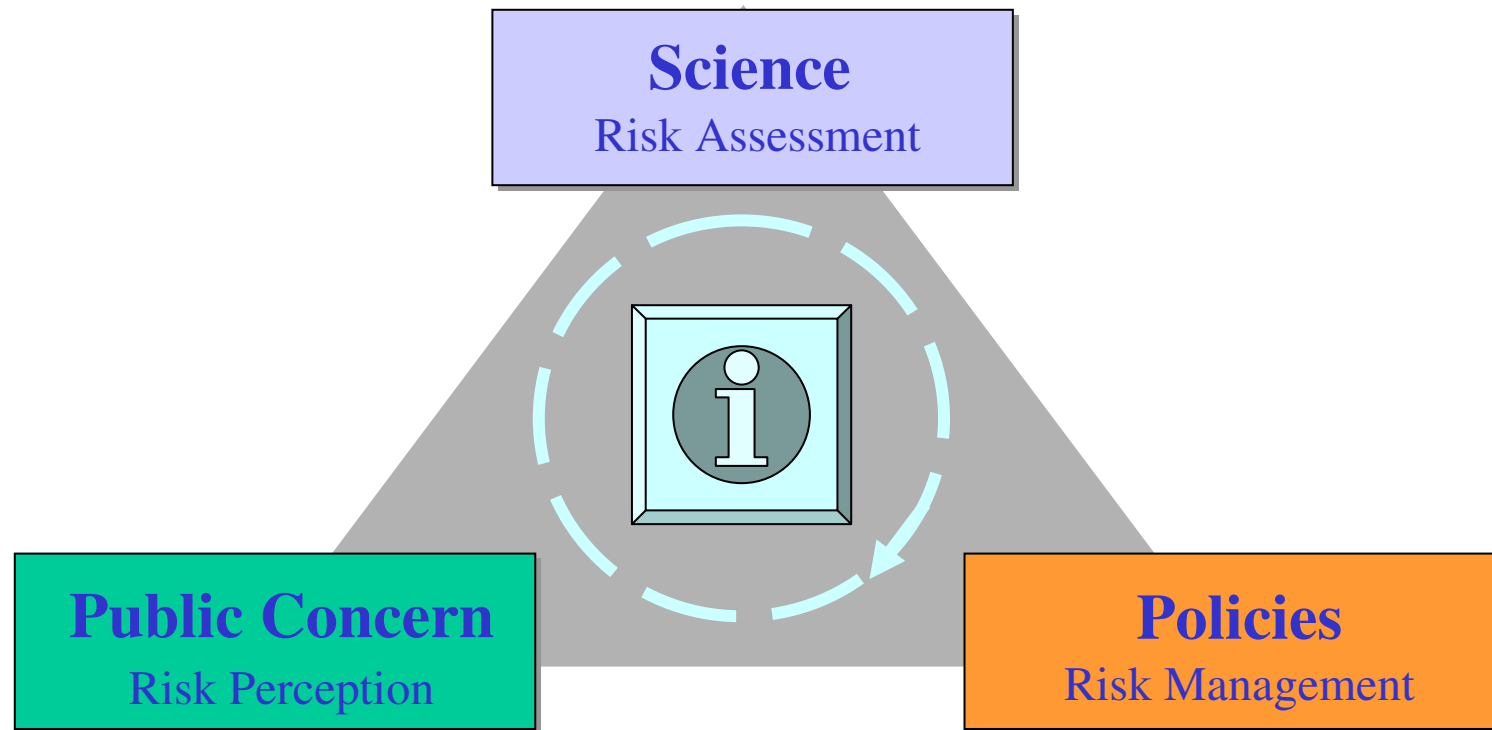 Science
Risk Assessment
i
Public Concern
Risk Perception
Policies
Risk Management